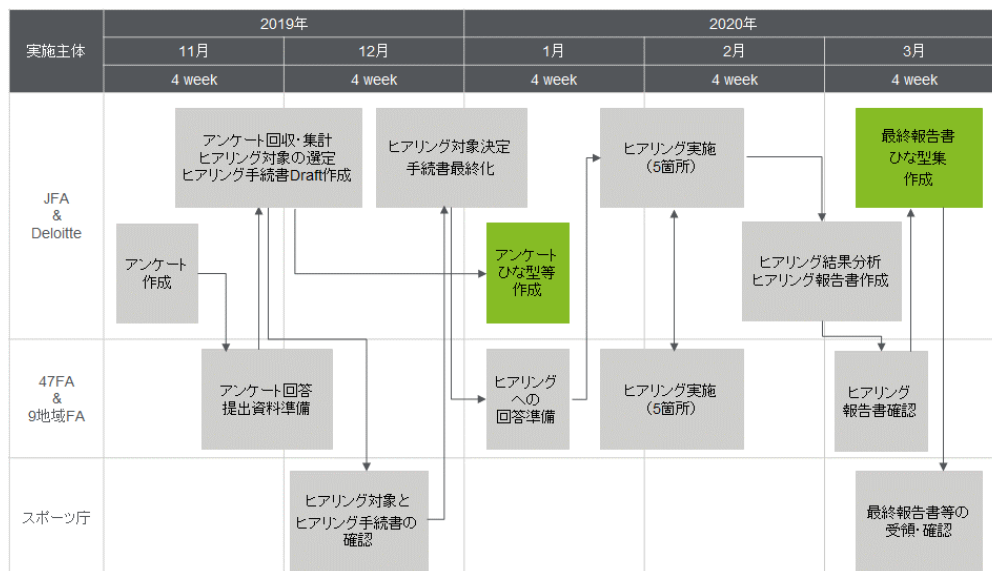 実施主体
2019年
2020年
11月
12月
1月
2月
3月
4 week
4 week
4 week
4 week
4 week
JFA
&
Deloitte
アンケート
作成
アンケート回収・集計
ヒアリング対象の選定
ヒアリング手続書Draft作成
ヒアリング対象決定
手続書最終化
アンケート
ひな型等
作成
ヒアリング実施
(5箇所)
ヒアリング結果分析
ヒアリング報告書作成
最終報告書
ひな型集
作成
47FA
&
9地域FA
アンケート回答
提出資料準備
ヒアリング
への
回答準備
ヒアリング実施
(5箇所)
ヒアリング
報告書確認
スポーツ庁
ヒアリング対象と
ヒアリング手続書の
確認
最終報告書等の
受領・確認